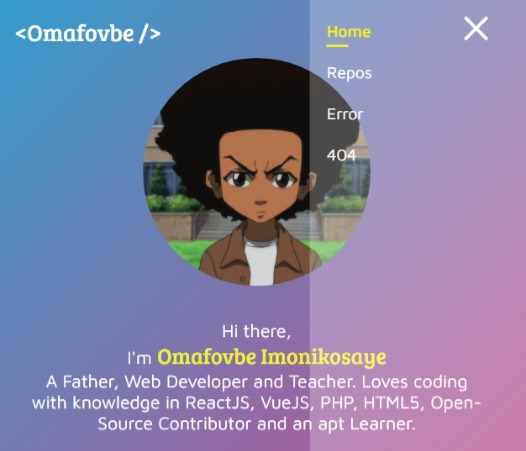 <Omafovbe />
Home
Repos
Error
404
Hi there,
I'm Omafovbe Imonikosaye
A Father, Web Developer and Teacher. Loves coding
with knowledge in ReactJS, VueJS, PHP, HTML5, Open-
Source Contributor and an apt Learner.